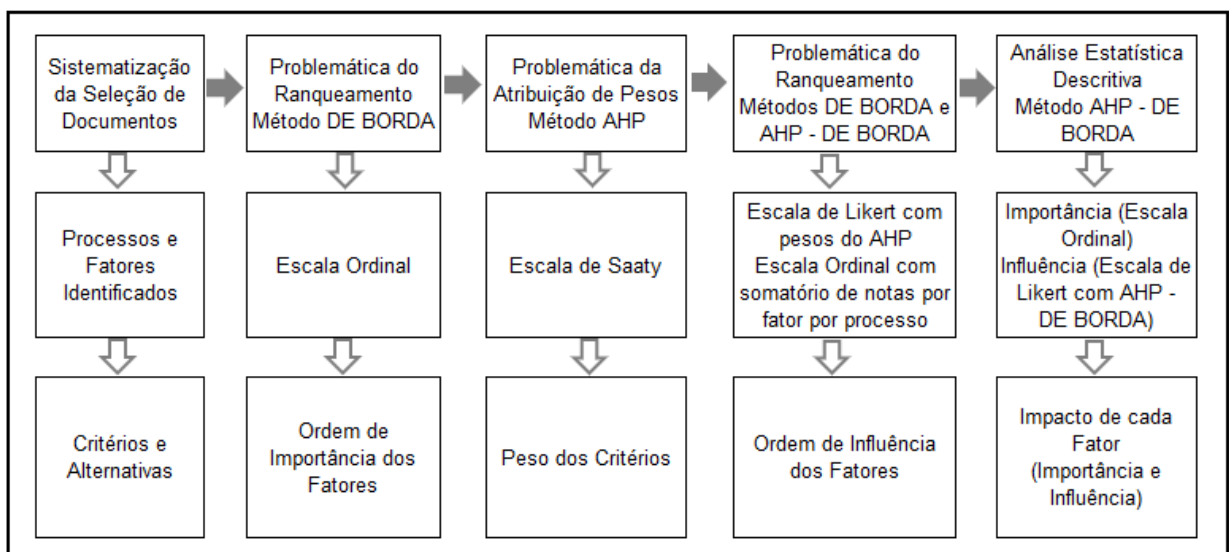 Sistematização
da Seleção de
Documentos
Problemática do
Ranqueamento
Método DE BORDA
Problemática da
Atribuição de Pesos
Método AHP
Problemática do
Ranqueamento
Métodos DE BORDA e
AHP - DE BORDA
Análise Estatística
Descritiva
Método AHP - DE
BORDA
Processos e
Fatores
Identificados
Escala Ordinal
Escala de Saaty
Escala de Likert com
pesos do AHP
Escala Ordinal com
somatório de notas por
fator por processo
Importância (Escala
Ordinal)
Influência (Escala de
Likert com AHP -
DE BORDA)
Critérios e
Alternativas
Ordem de
Importância dos
Fatores
Peso dos Critérios
Ordem de Influência
dos Fatores
Impacto de cada
Fator
(Importância e
Influência)